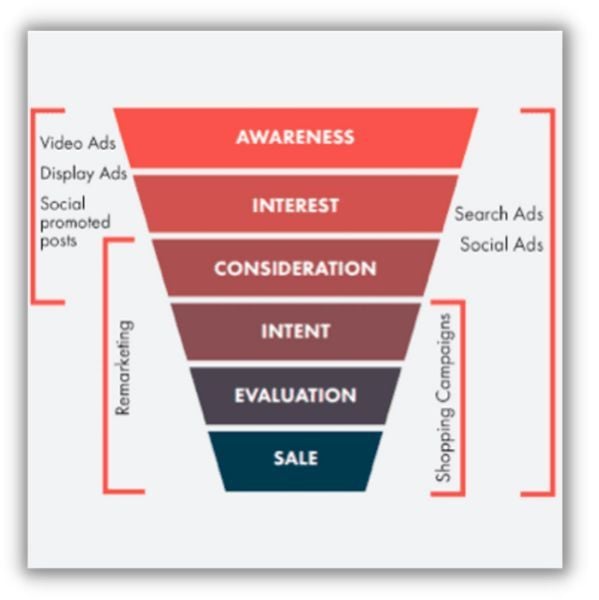 Video Ads
Display Ads
Social
promoted
posts
Remarketing
AWARENESS
INTEREST
CONSIDERATION
INTENT
EVALUATION
SALE
Search Ads
Social Ads
Shopping Campaigns